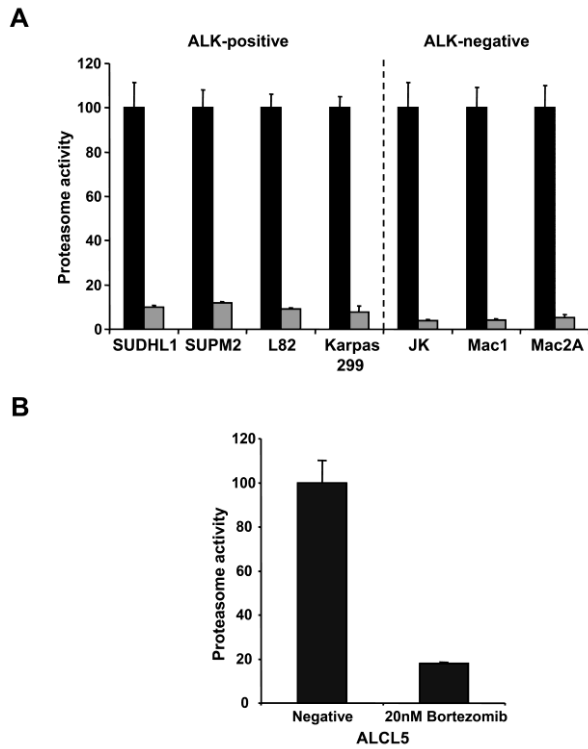 A
ALK-positive ALK-negative
Proteasome activity
120
100
80
60
40
20
0
SUDHL1 SUPM2 L82 Karpas 299 JK Mac1 Mac2A
B
Proteasome activity
120
100
80
60
40
20
0
Negative 20nM Bortezomib
ALCL5